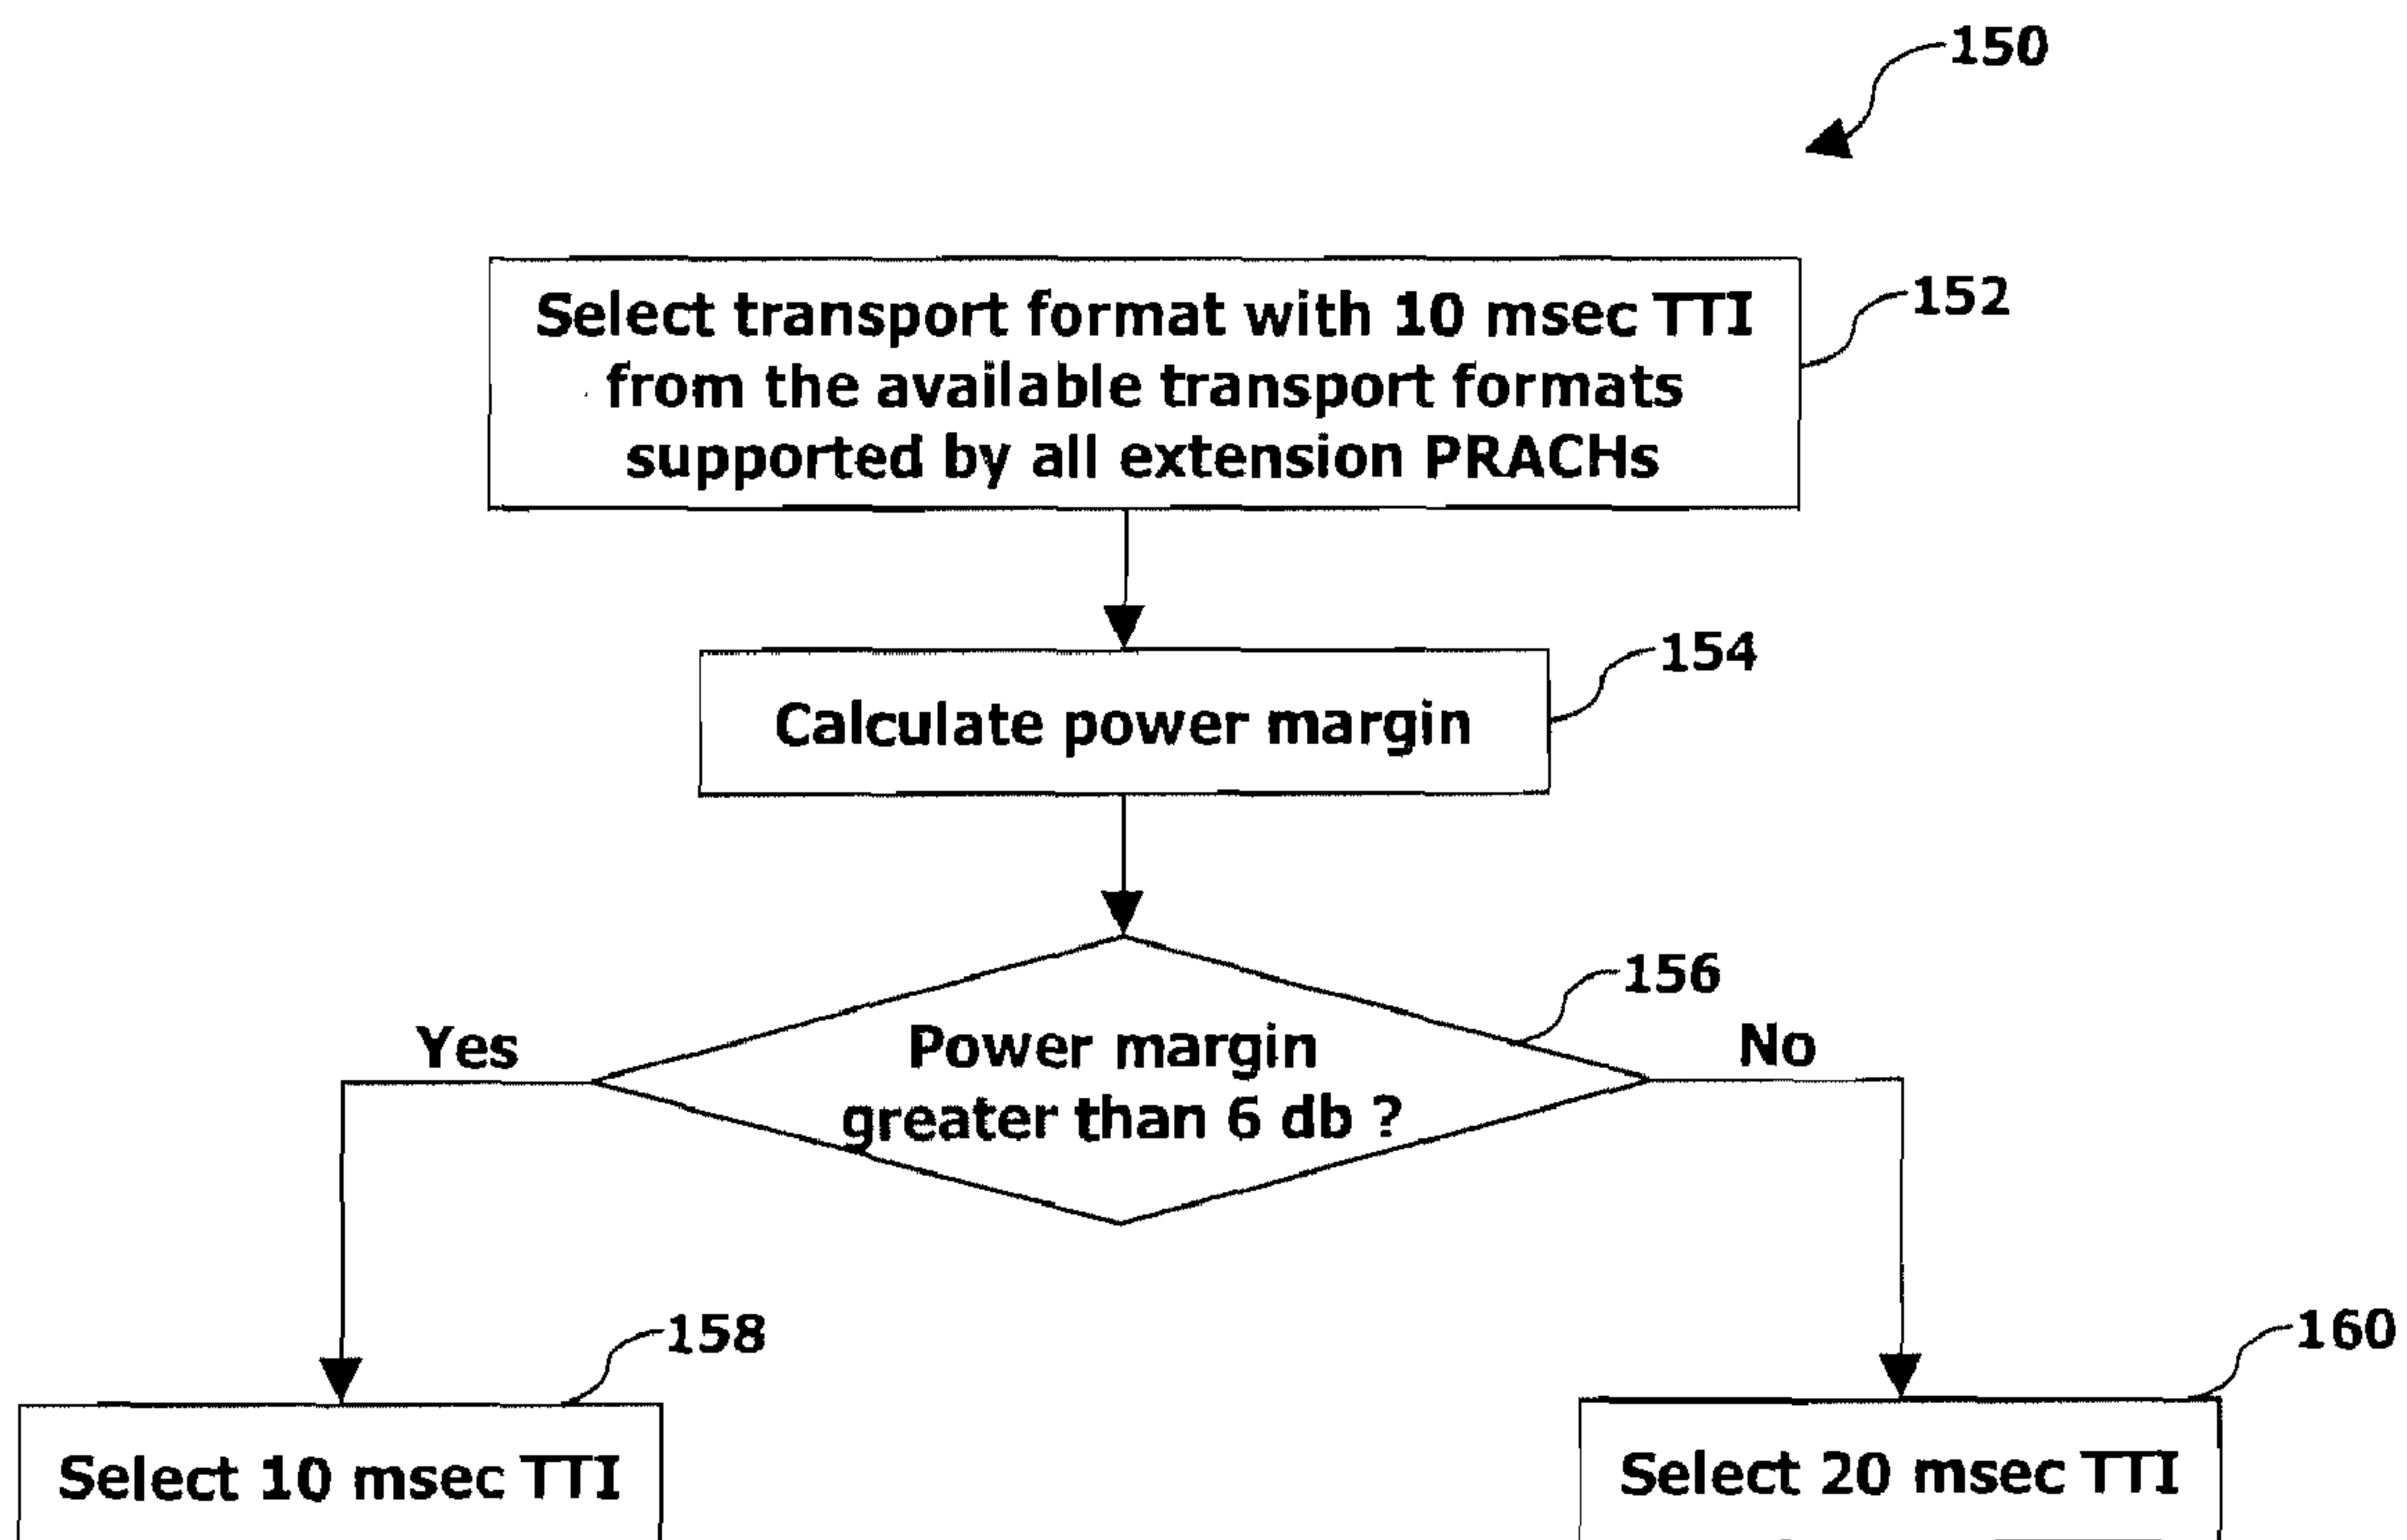 150
Select transport format with 10 msec TTI
from the available transport formats
supported by all extension PRACHs
152
Calculate power margin
154
Power margin
greater than 6 db ?
156
Yes
No
Select 10 msec TTI
158
Select 20 msec TTI
160